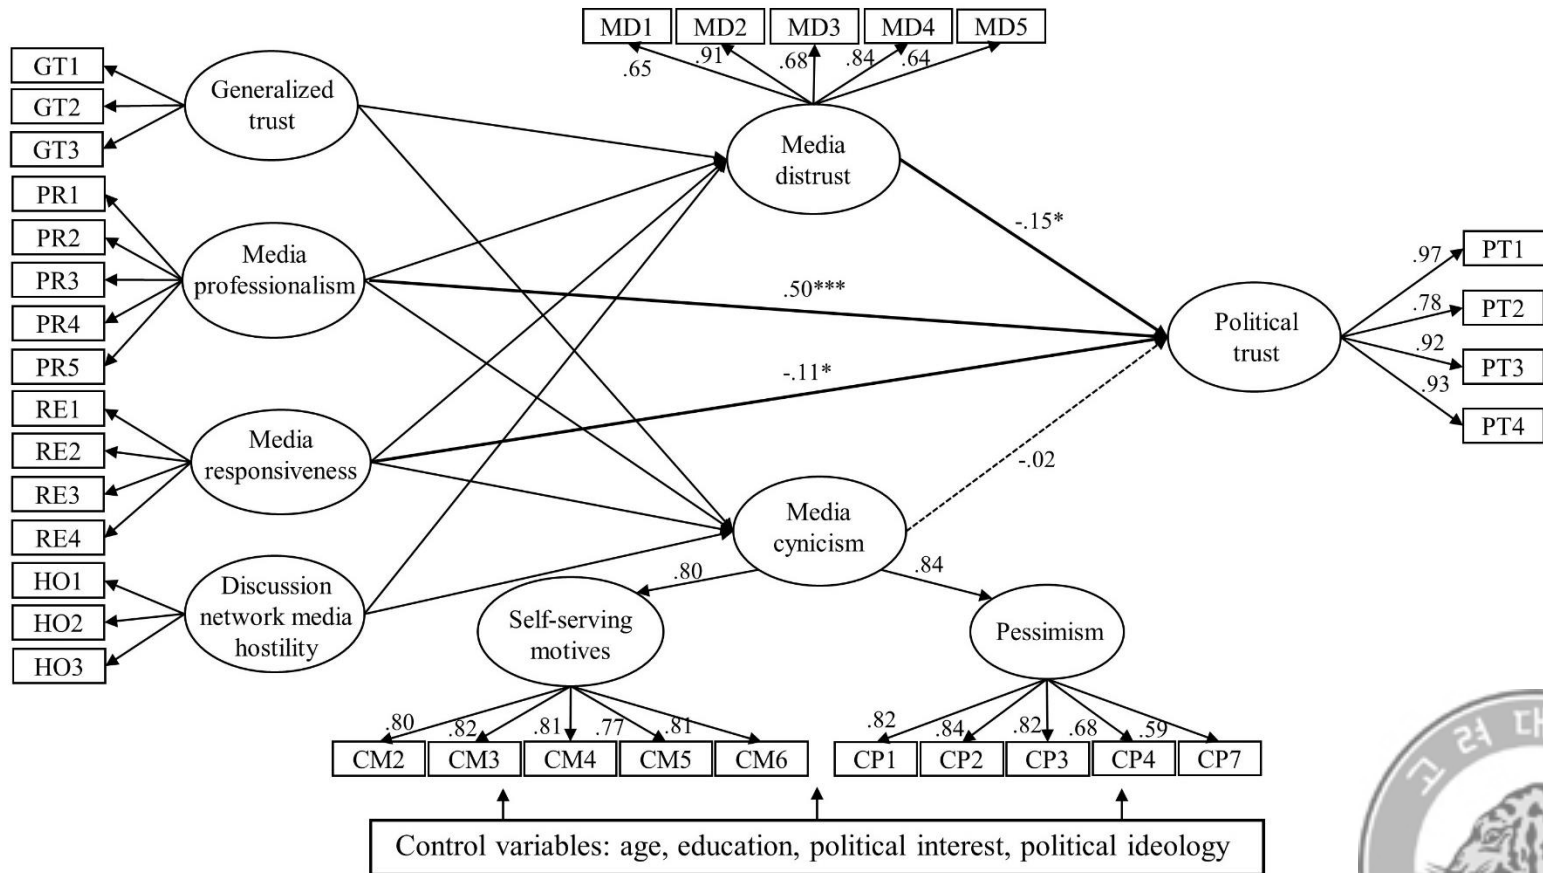 MD1 MD2 MD3 MD4 MD5
.65 .91 .68 .84 .64
GT1
GT2
GT3
Generalized
trust
Media
distrust
PR1
PR2
PR3
PR4
PR5
Media
professionalism
-.15*
.50***
-.11*
-.02
Political
trust
.97
.78
.92
.93
PT1
PT2
PT3
PT4
RE1
RE2
RE3
RE4
Media
responsiveness
Media
cynicism
HO1
HO2
HO3
Discussion
network media
hostility
.80
.84
Self-serving
motives
Pessimism
.80 .82 .81 .77 .81
CM2 CM3 CM4 CM5 CM6
.82 .84 .82 .68 .59
CP1 CP2 CP3 CP4 CP7
Control variables: age, education, political interest, political ideology
고려대